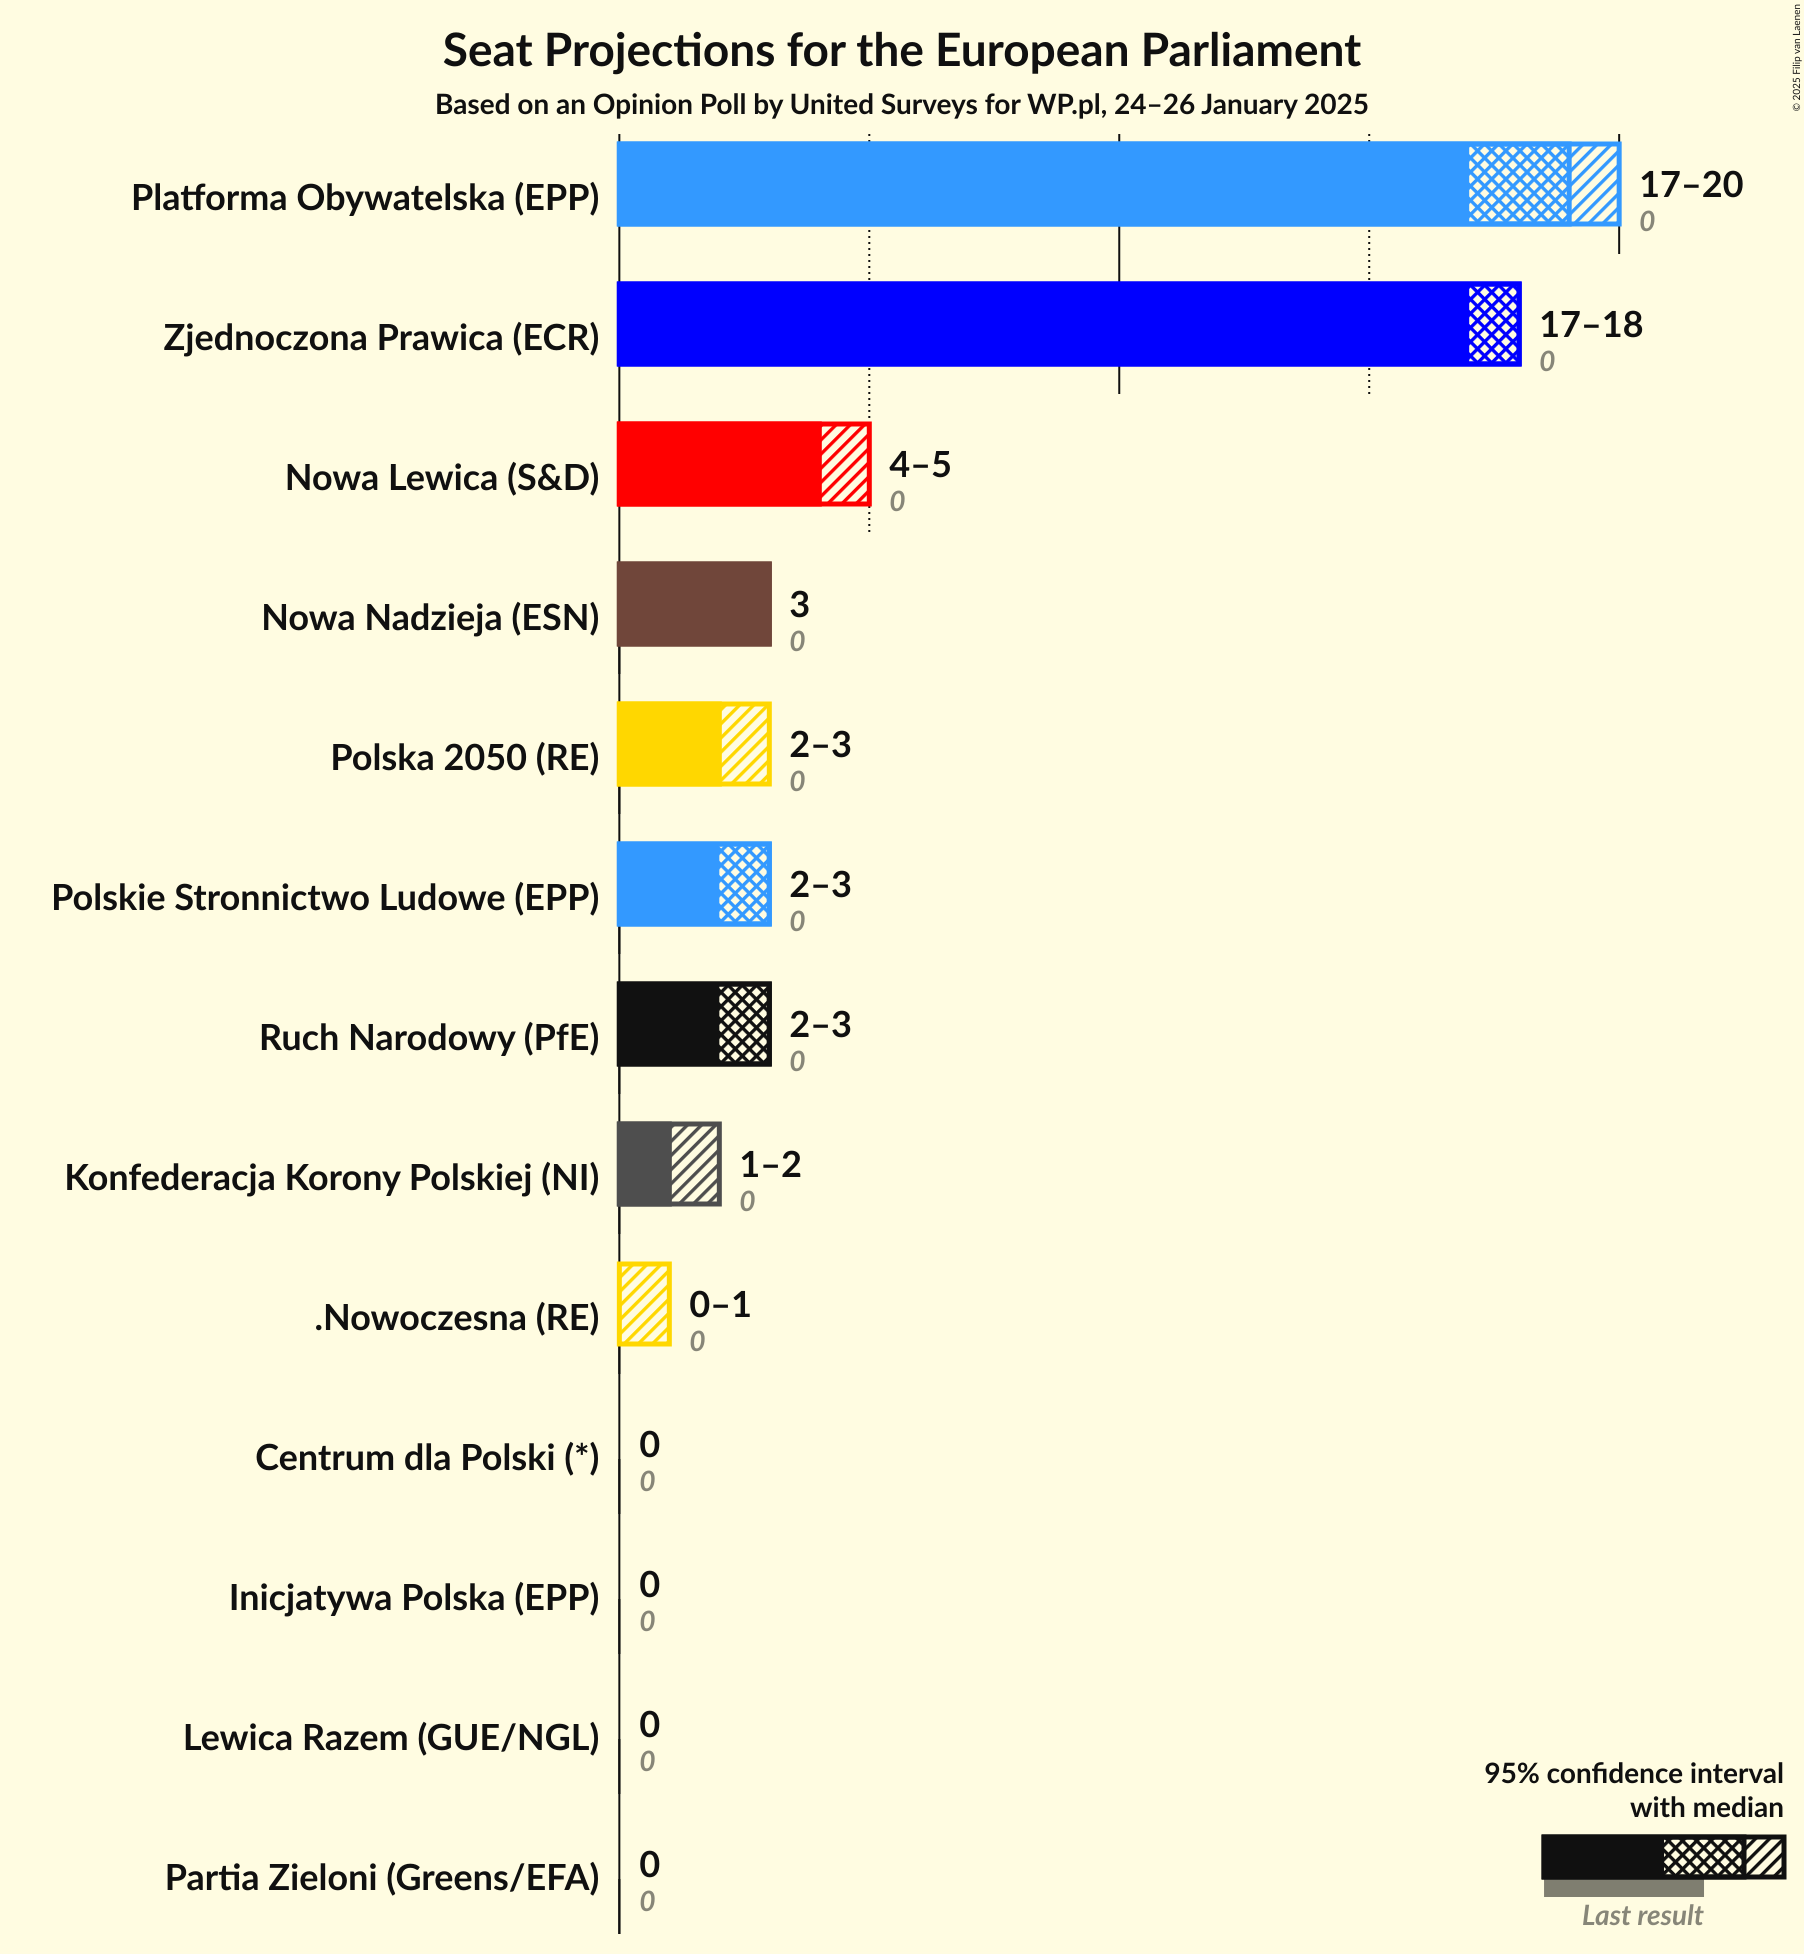 Seat Projections for the European Parliament
Based on an Opinion Poll by United Surveys for WP.pl, 24–26 January 2025
© 2025 Filip van Laenen
Platforma Obywatelska (EPP)
17–20
0
Zjednoczona Prawica (ECR)
17–18
0
Nowa Lewica (S&D)
4–5
0
Nowa Nadzieja (ESN)
3
0
Polska 2050 (RE)
2–3
0
Polskie Stronnictwo Ludowe (EPP)
2–3
0
Ruch Narodowy (PfE)
2–3
0
Konfederacja Korony Polskiej (NI)
1–2
0
.Nowoczesna (RE)
0–1
0
Centrum dla Polski (*)
0
0
Inicjatywa Polska (EPP)
0
0
Lewica Razem (GUE/NGL)
0
0
Partia Zieloni (Greens/EFA)
0
0
95% confidence interval
with median
Last result